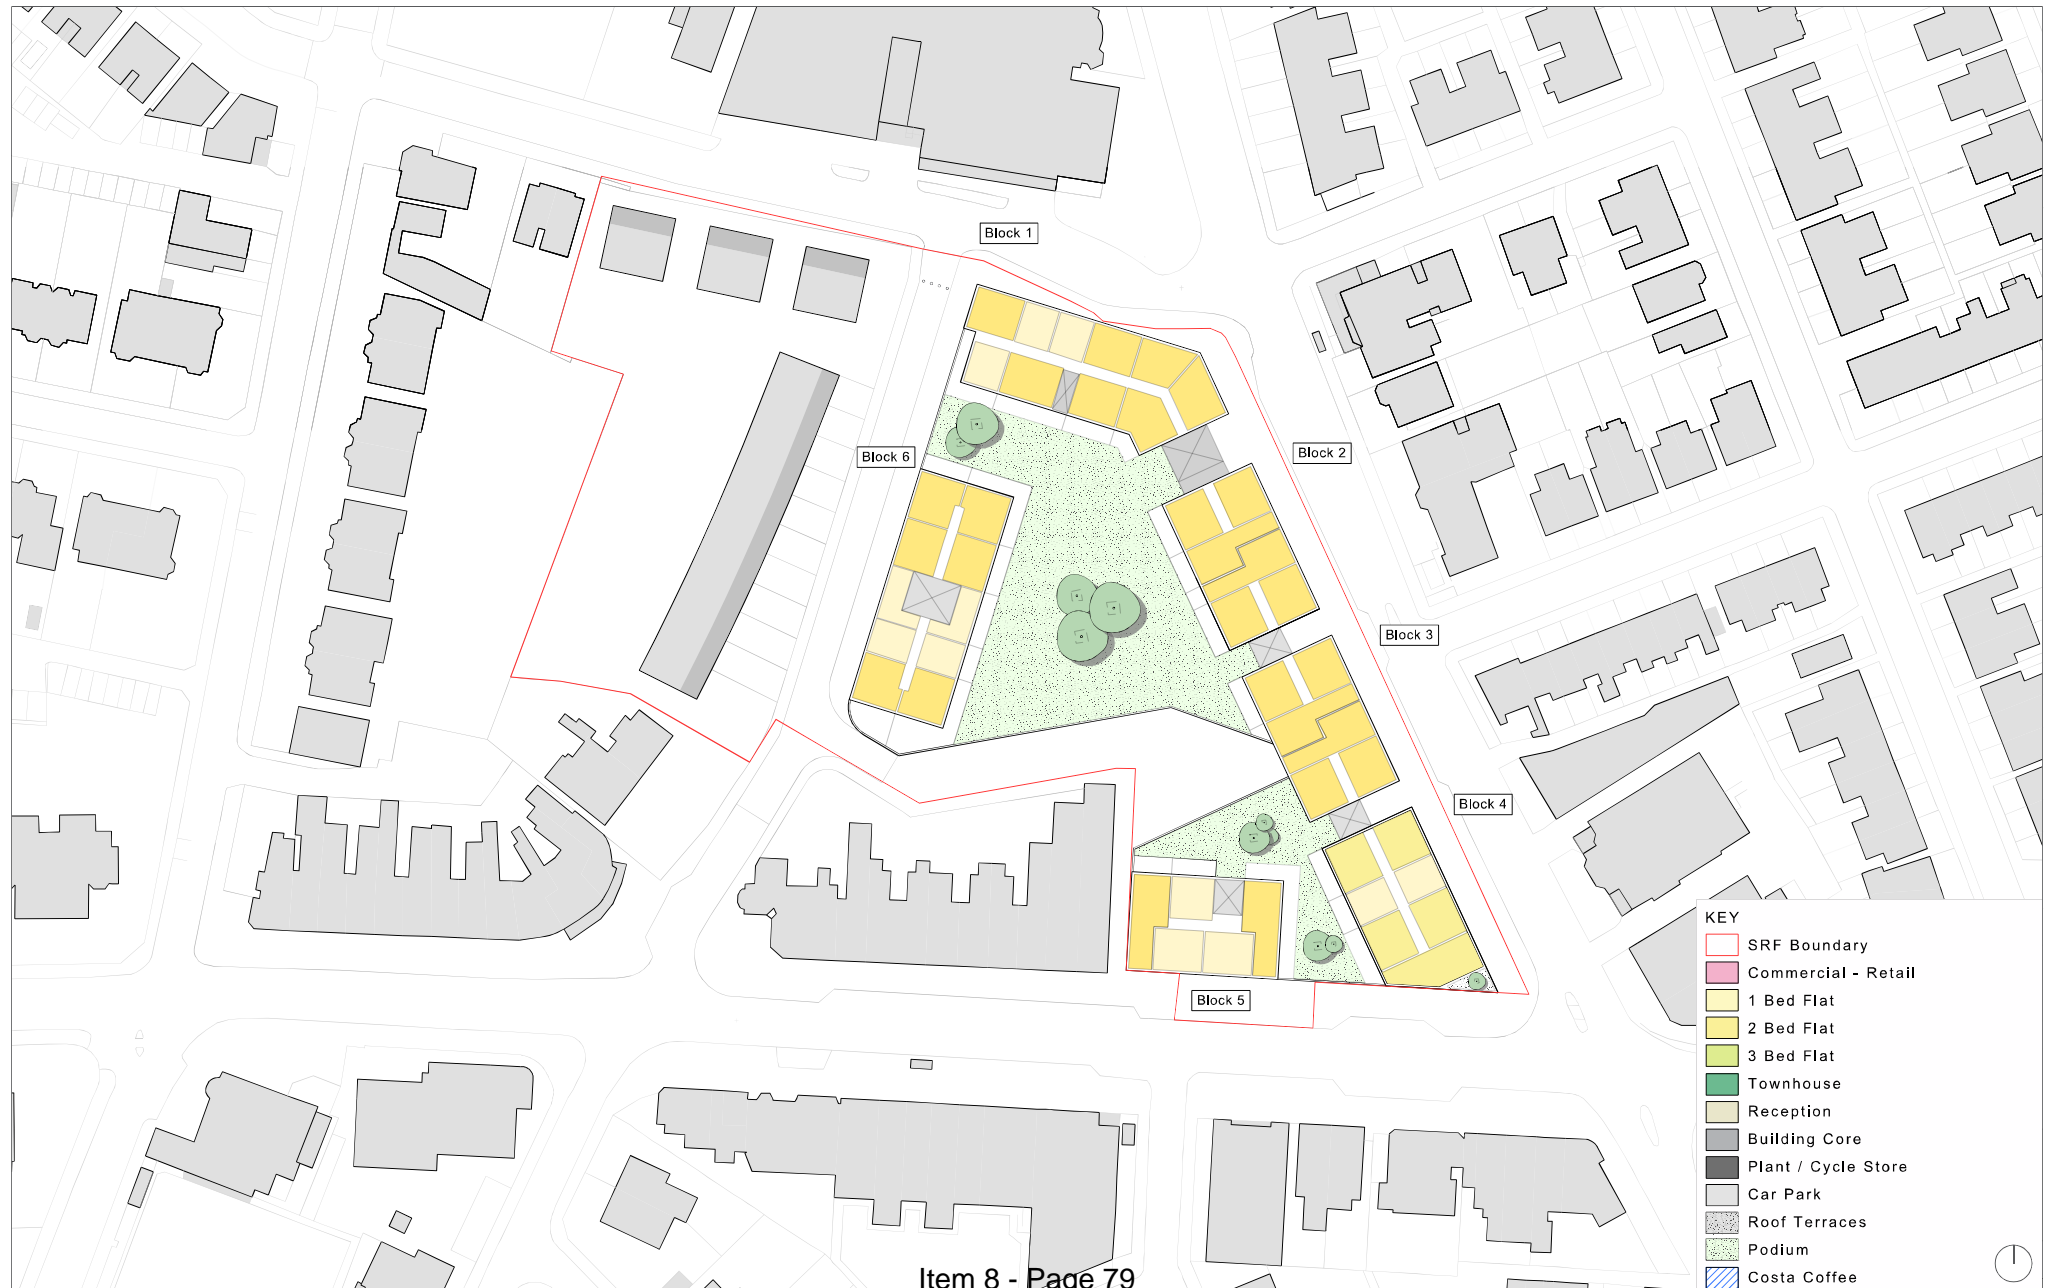 Block 1
Block 2
Block 6
Block 3
Block 4
Block 5
KEY
SRF Boundary
Commercial - Retail
1 Bed Flat
2 Bed Flat
3 Bed Flat
Townhouse
Reception
Building Core
Plant / Cycle Store
Car Park
Roof Terraces
Podium
Costa Coffee
Item 8 - Page 79